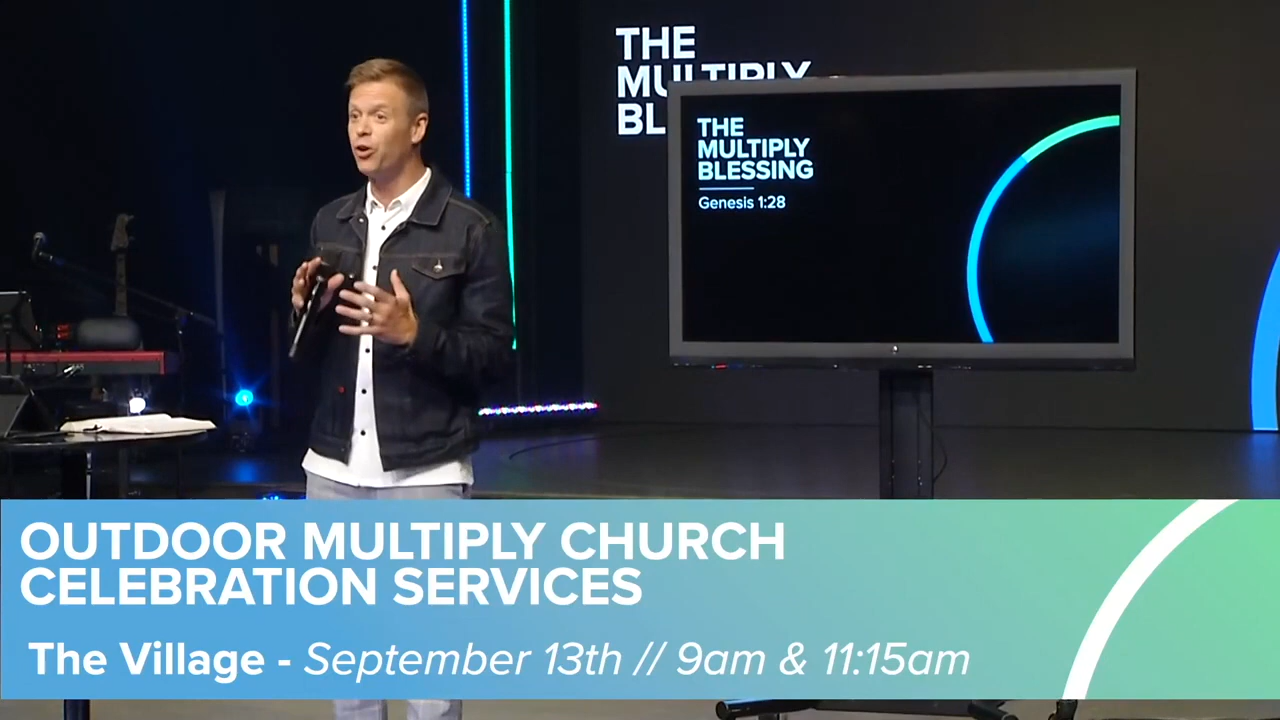 THE
MULTIPLY
BL
THE
MULTIPLY
BLESSING
Genesis 1:28
OUTDOOR MULTIPLY CHURCH
CELEBRATION SERVICES
The Village - September 13th // 9am & 11:15am